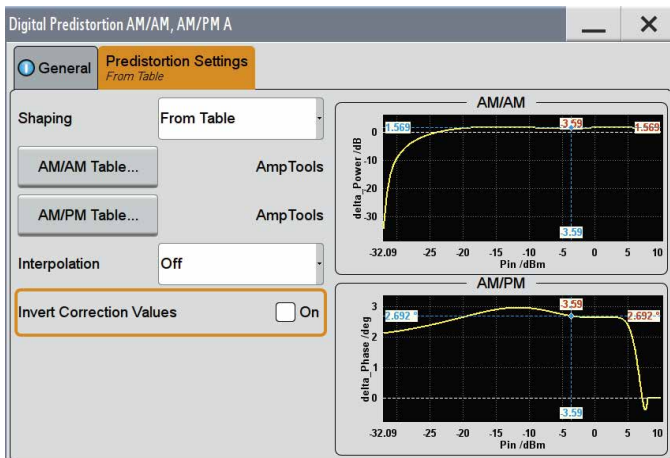 Digital Predistortion AM/AM, AM/PM A
General
Predistortion Settings
From Table
Shaping
From Table
AM/AM Table...
AmpTools
AM/PM Table...
AmpTools
Interpolation
Off
Invert Correction Values
On
AM/AM
delta_Power /dB
0
-10
-20
-30
1.569
-3.59
1.569
-3.59
-32.09 -25 -20 -15 -10 -5 0 5 10
Pin /dBm
AM/PM
delta_Phase /deg
3
2
1
0
2.692 °
-3.59
2.692 °
-3.59
-32.09 -25 -20 -15 -10 -5 0 5 10
Pin /dBm